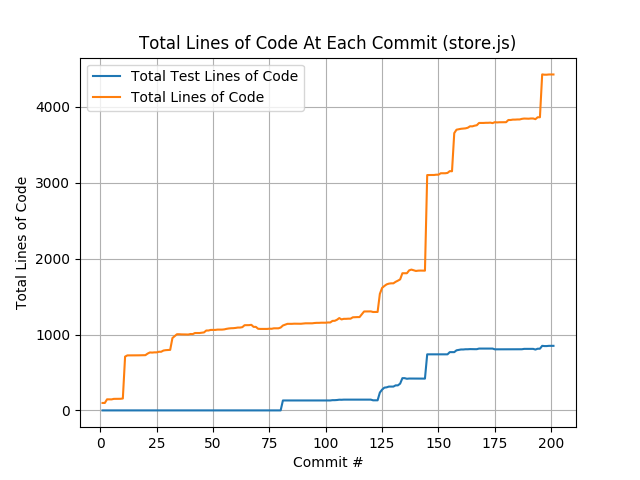 Total Lines of Code At Each Commit (store.js)
Total Test Lines of Code
Total Lines of Code
Total Lines of Code
4000
3000
2000
1000
0
0 25 50 75 100 125 150 175 200
Commit #